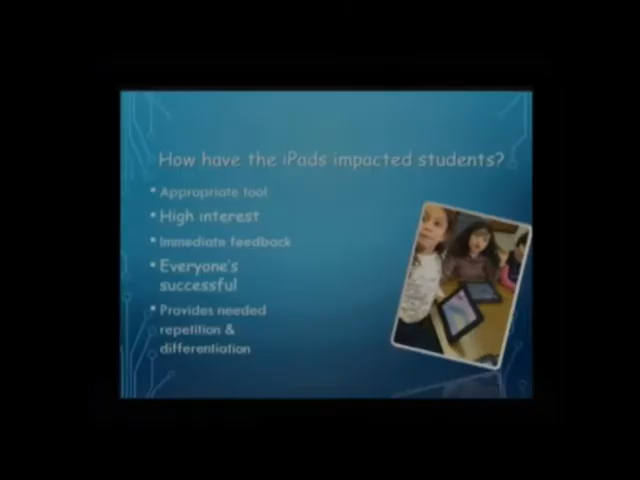 How have the iPads impacted students?
• Appropriate tool
• High interest
• Immediate feedback
• Everyone's
successful
• Provides needed
repetition &
differentiation